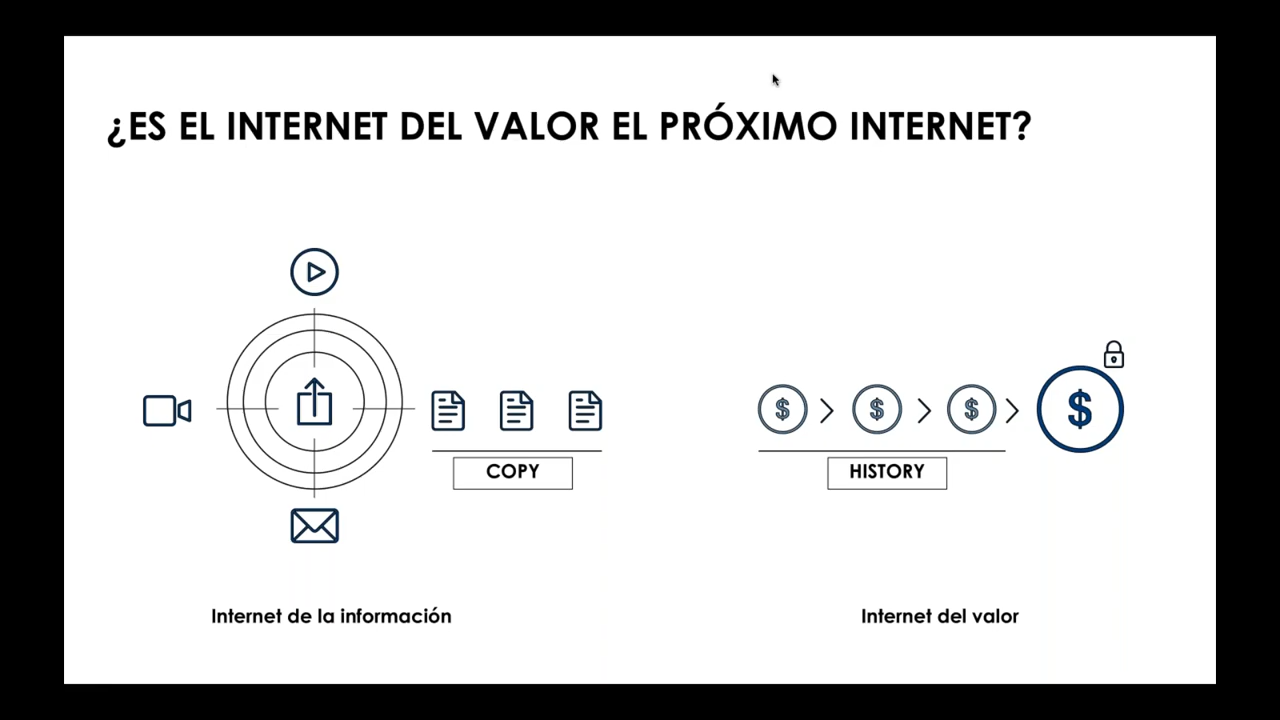 ¿ES EL INTERNET DEL VALOR EL PRÓXIMO INTERNET?
COPY
HISTORY
$ $ $ $
Internet de la información
Internet del valor